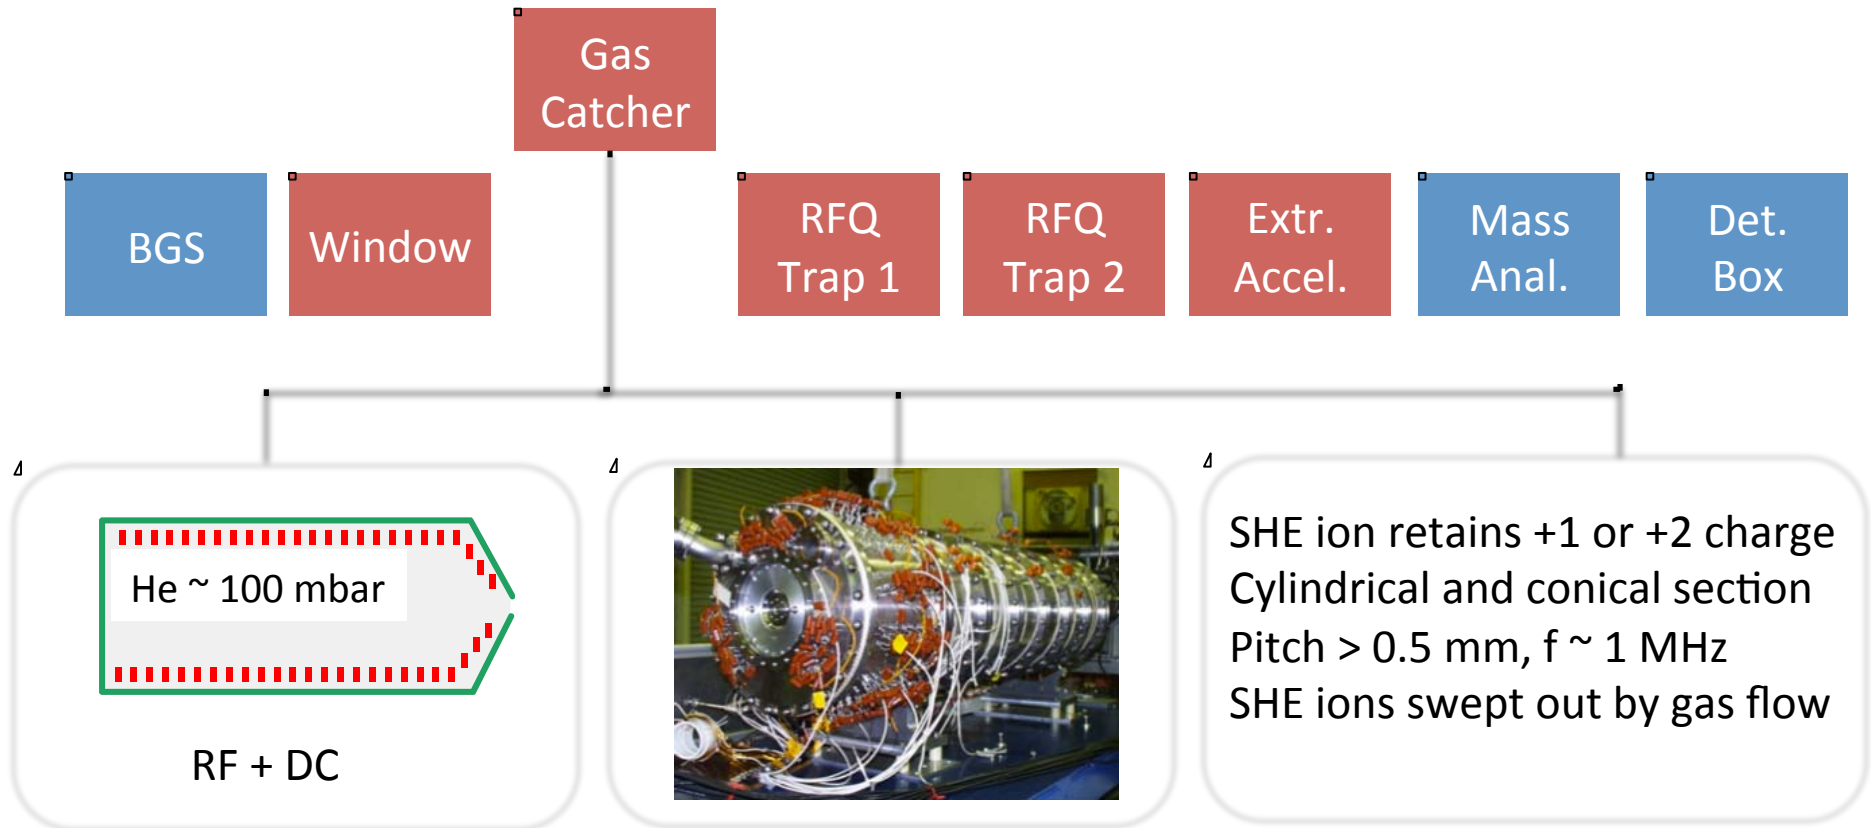 Gas
Catcher
BGS
Window
RFQ
Trap 1
RFQ
Trap 2
Extr.
Accel.
Mass
Anal.
Det.
Box
He ~ 100 mbar
RF + DC
SHE ion retains +1 or +2 charge
Cylindrical and conical section
Pitch > 0.5 mm, f ~ 1 MHz
SHE ions swept out by gas flow